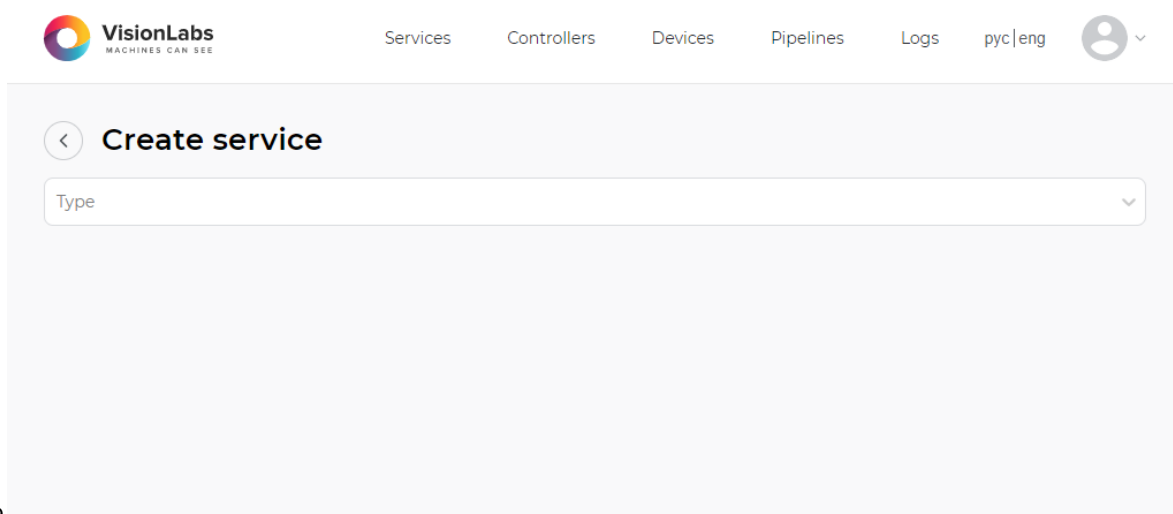 VisionLabs
MACHINES CAN SEE
Services Controllers Devices Pipelines Logs рус|eng
Create service
Type